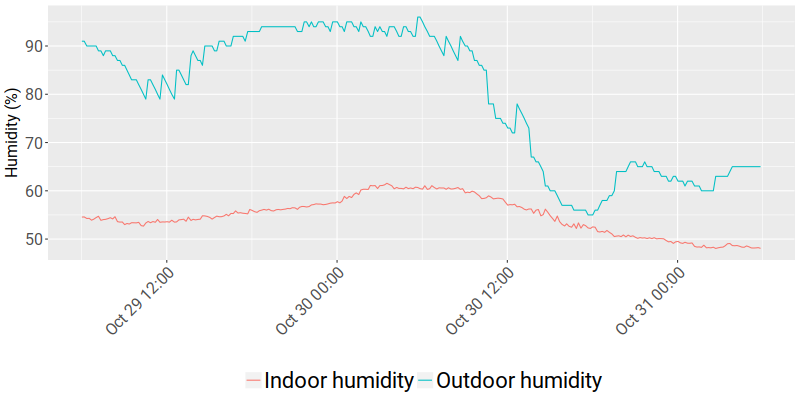 Humidity (%)
90
80
70
60
50
Oct 29 12:00
Oct 30 00:00
Oct 30 12:00
Oct 31 00:00
Indoor humidity
Outdoor humidity